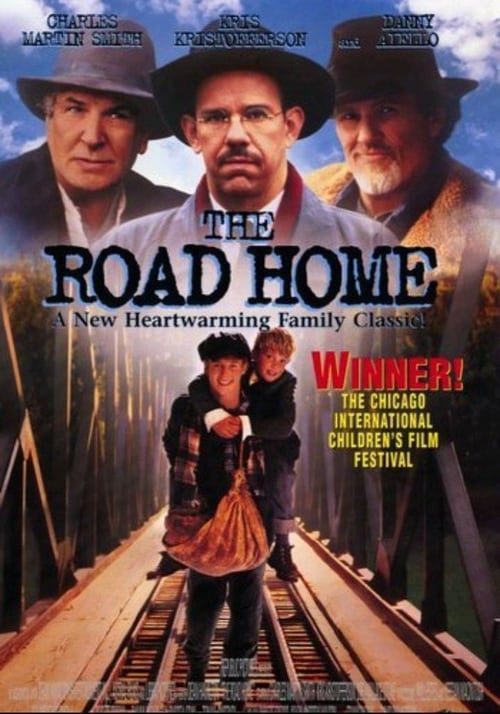 CHARLES
MARTIN SMITH
KRIS
KRISTOFFERSON
and
DANNY
AIELLO
THE
ROAD HOME
A New Heartwarming Family Classic!
WINNER!
THE CHICAGO
INTERNATIONAL
CHILDREN'S FILM
FESTIVAL